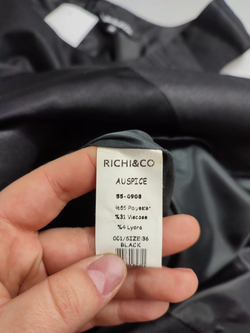 RICHI&CO
AUSPICE
55-0908
%65 Polyester
%31 Viscose
%4 Lycra
001/SIZE:36
BLACK